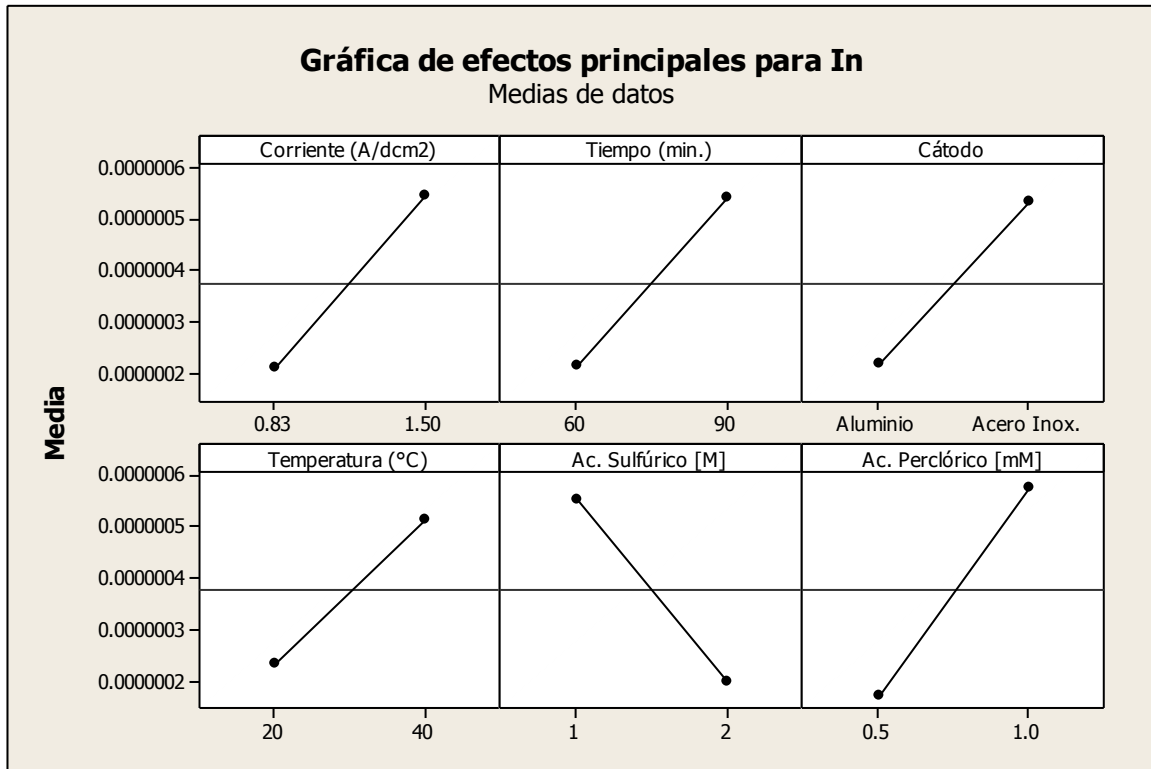 Gráfica de efectos principales para In
Medias de datos
Media
Corriente (A/dcm2) Tiempo (min.) Cátodo
0.0000006
0.0000005
0.0000004
0.0000003
0.0000002
0.83 1.50 60 90 Aluminio Acero Inox.
Temperatura (°C) Ac. Sulfúrico [M] Ac. Perclórico [mM]
0.0000006
0.0000005
0.0000004
0.0000003
0.0000002
20 40 1 2 0.5 1.0